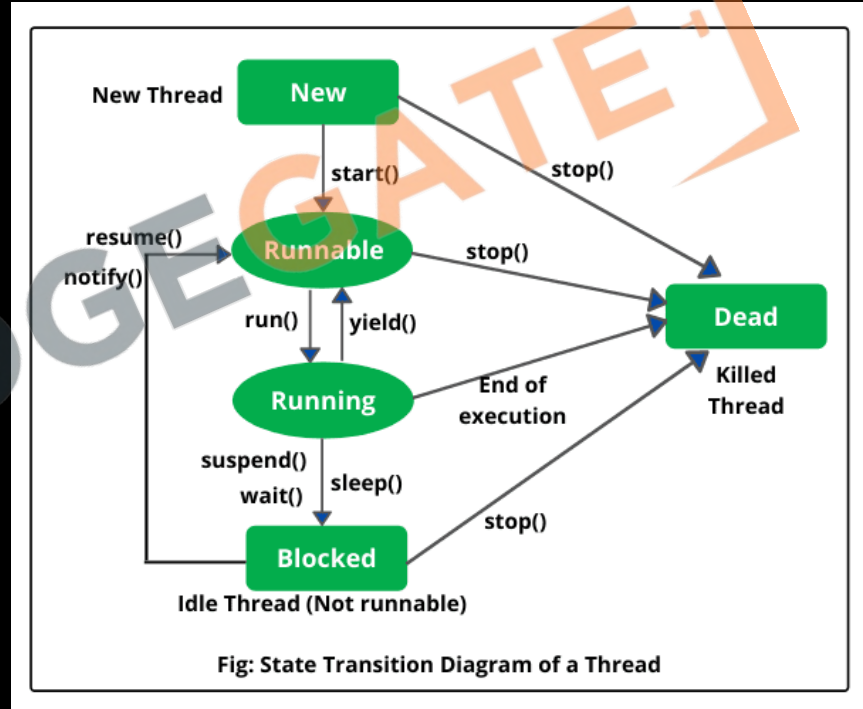 New Thread
New
start()
stop()
resume()
notify()
Runnable
stop()
run()
yield()
Dead
Killed
Thread
Running
End of
execution
suspend()
wait()
sleep()
stop()
Blocked
Idle Thread (Not runnable)
Fig: State Transition Diagram of a Thread